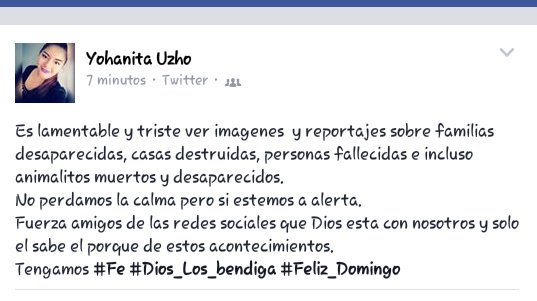 Yohanita Uzho
7 minutos · Twitter ·
Es lamentable y triste ver imagenes y reportajes sobre familias
desaparecidas, casas destruidas, personas fallecidas e incluso
animalitos muertos y desaparecidos.
No perdamos la calma pero si estemos a alerta.
Fuerza amigos de las redes sociales que Dios esta con nosotros y solo
el sabe el porque de estos acontecimientos.
Tengamos #Fe #Dios_Los_bendiga #Feliz_Domingo